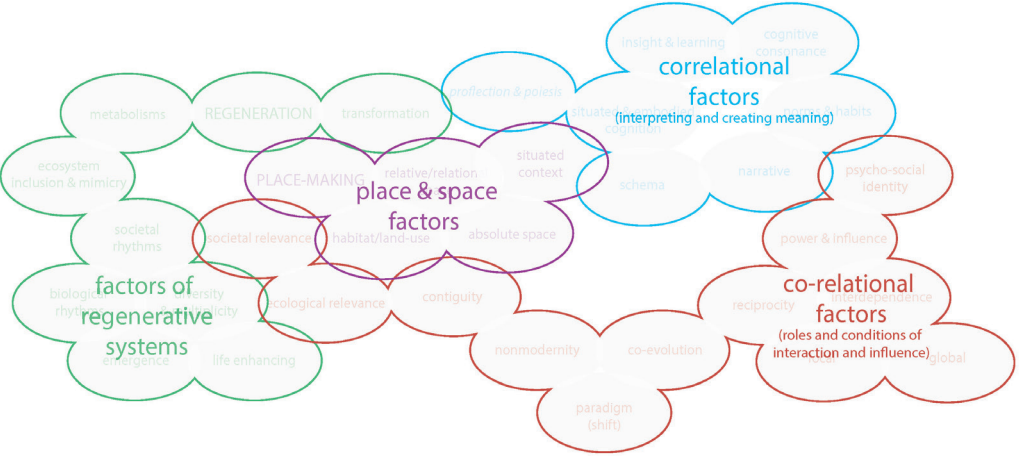 insight & learning
cognitive
consonance
correlational
factors
(interpreting and creating meaning)
proflection & poiesis
situated & embodied
cognition
norms & habits
schema
narrative
metabolisms
REGENERATION
transformation
ecosystem
inclusion & mimicry
PLACE-MAKING
relative/relation
situated
context
place & space
factors
habitat/land-use
absolute space
psycho-social
identity
societal
rhythms
societal relevance
power & influence
factors of
regenerative
systems
biological
rhythms
diversity
emergence
life enhancing
ecological relevance
contiguity
co-relational
factors
(roles and conditions of
interaction and influence)
reciprocity
interdependence
local
global
nonmodernity
co-evolution
paradigm
(shift)